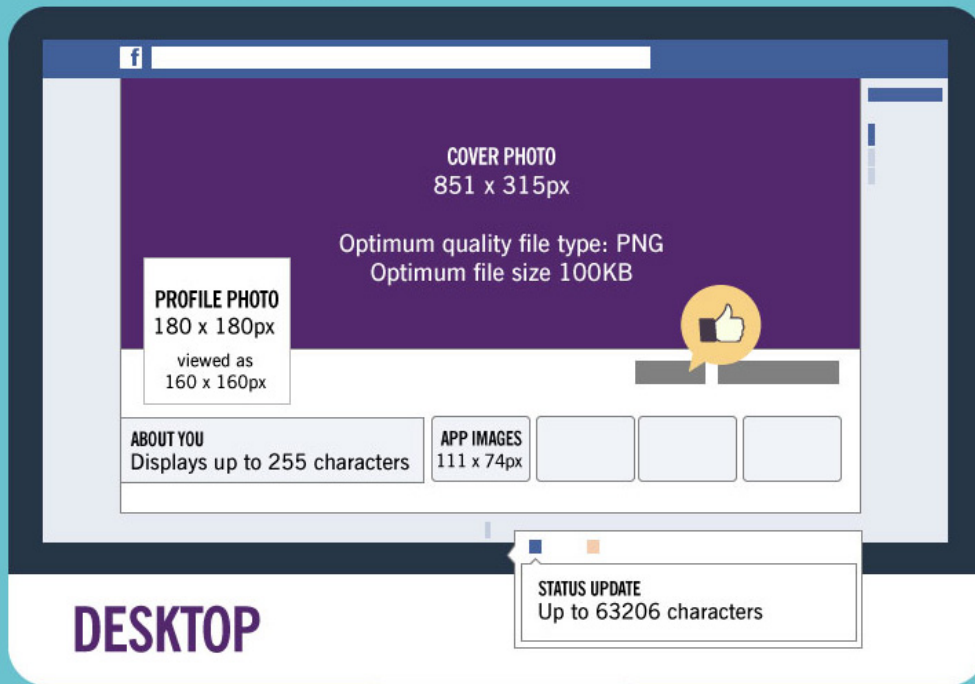 f
COVER PHOTO
851 x 315px
Optimum quality file type: PNG
Optimum file size 100KB
PROFILE PHOTO
180 x 180px
viewed as
160 x 160px
ABOUT YOU
Displays up to 255 characters
APP IMAGES
111 x 74px
STATUS UPDATE
Up to 63206 characters
DESKTOP